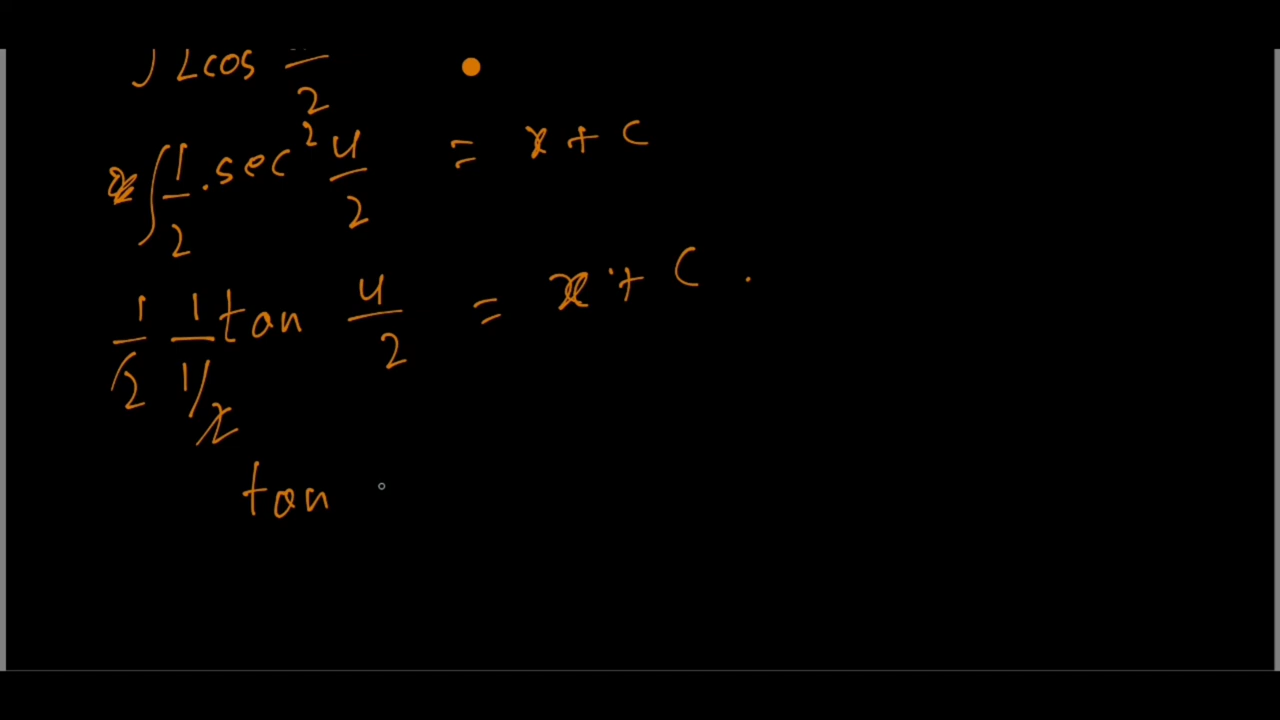 ∫ 2cos /2
∫ 1/2 . sec² u/2 = x + c
1/2 1/1/2 tan u/2 = x + c .
tan